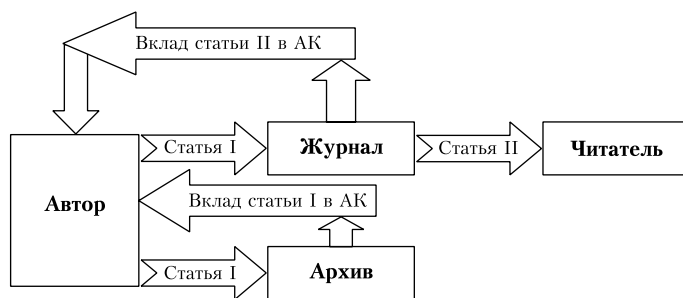 Вклад статьи II в АК
Статья I
Журнал
Статья II
Читатель
Автор
Вклад статьи I в АК
Статья I
Архив